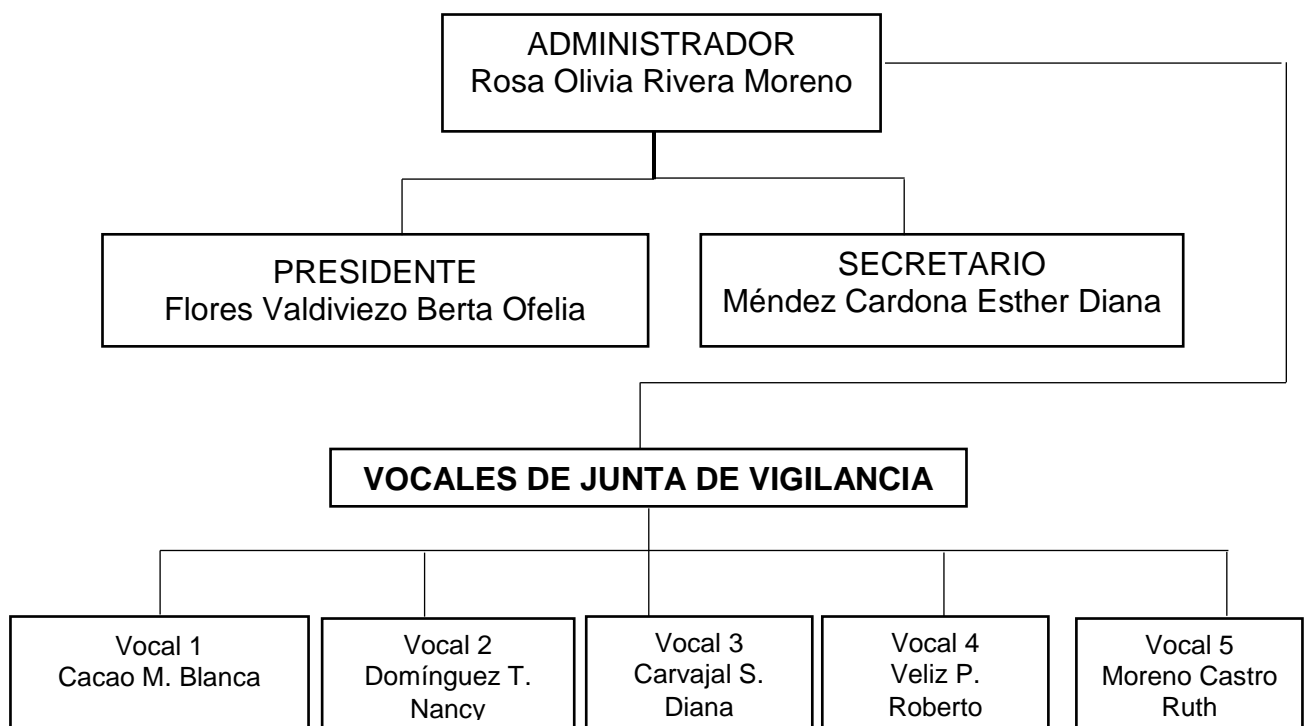 ADMINISTRADOR
Rosa Olivia Rivera Moreno
PRESIDENTE
Flores Valdiviezo Berta Ofelia
SECRETARIO
Méndez Cardona Esther Diana
VOCALES DE JUNTA DE VIGILANCIA
Vocal 1
Cacao M. Blanca
Vocal 2
Domínguez T.
Nancy
Vocal 3
Carvajal S.
Diana
Vocal 4
Veliz P.
Roberto
Vocal 5
Moreno Castro
Ruth